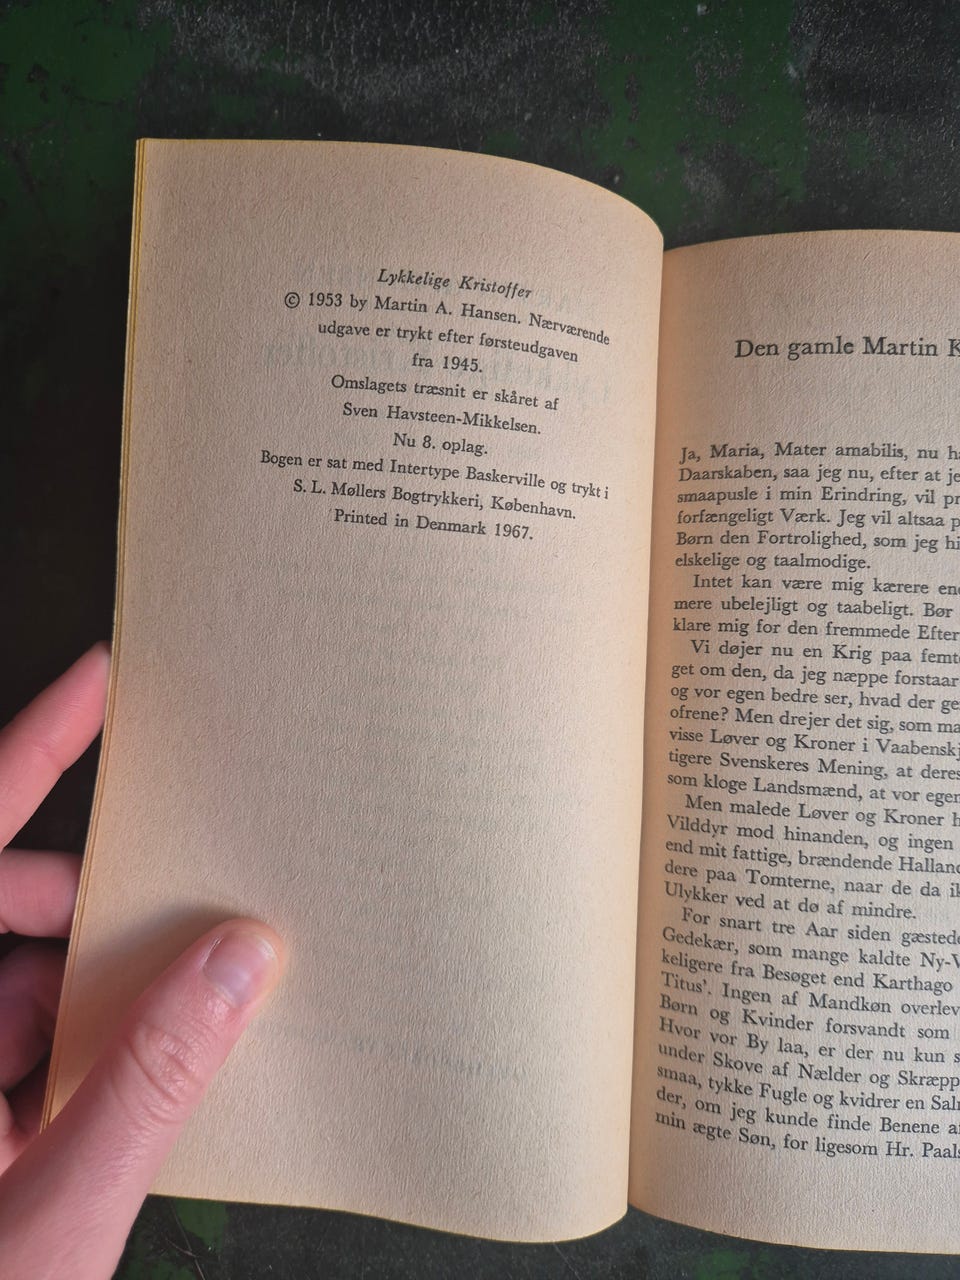 Lykkelige Kristoffer
© 1953 by Martin A. Hansen. Nærværende
udgave er trykt efter førsteudgaven
fra 1945.
Omslagets træsnit er skåret af
Sven Havsteen-Mikkelsen.
Nu 8. oplag.
Bogen er sat med Intertype Baskerville og trykt i
S. L. Møllers Bogtrykkeri, København.
Printed in Denmark 1967.
Den gamle Martin
Ja, Maria, Mater amabilis, nu
Daarskaben, saa jeg nu, efter at
smaapusle i min Erindring, vil
forfængeligt Værk. Jeg vil altsaa
Børn den Fortrolighed, som jeg
elskelige og taalmodige.
Intet kan være mig kærere
mere ubelejligt og taabeligt. Bør
klare mig for den fremmede
Vi døjer nu en Krig paa
get om den, da jeg næppe forstaar
og vor egen bedre ser, hvad der
ofrene? Men drejer det sig, som
visse Løver og Kroner i
tigere Svenskeres Mening, at
som kloge Landsmænd, at vor
Men malede Løver og Kroner
Vilddyr mod hinanden, og ingen
end mit fattige, brændende
dere paa Tomterne, naar de da
Ulykker ved at dø af mindre.
For snart tre Aar siden
Gedekær, som mange kaldte
keligere fra Besøget end Karthago
Titus'. Ingen af Mandkøn
Børn og Kvinder forsvandt som
Hvor vor By laa, er der nu kun
under Skove af Nælder og
smaa, tykke Fugle og kvidrer en
der, om jeg kunde finde Benene
min ægte Søn, for ligesom Hr.